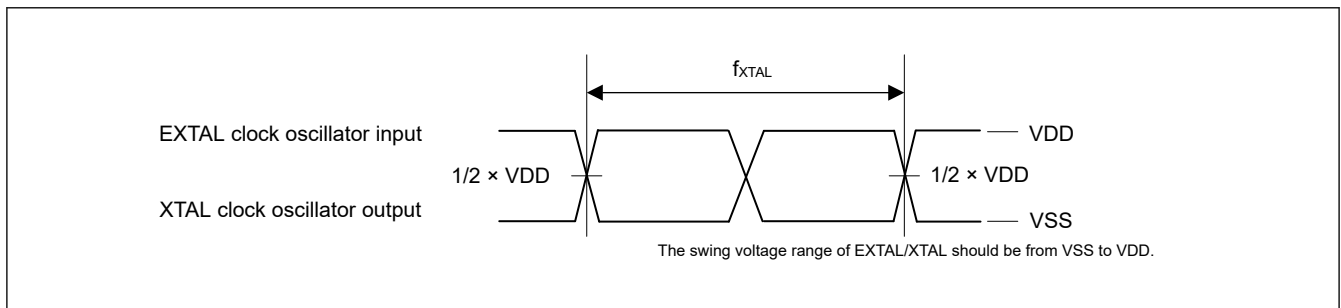 fXTAL
EXTAL clock oscillator input
VDD
1/2 × VDD
1/2 × VDD
XTAL clock oscillator output
VSS
The swing voltage range of EXTAL/XTAL should be from VSS to VDD.